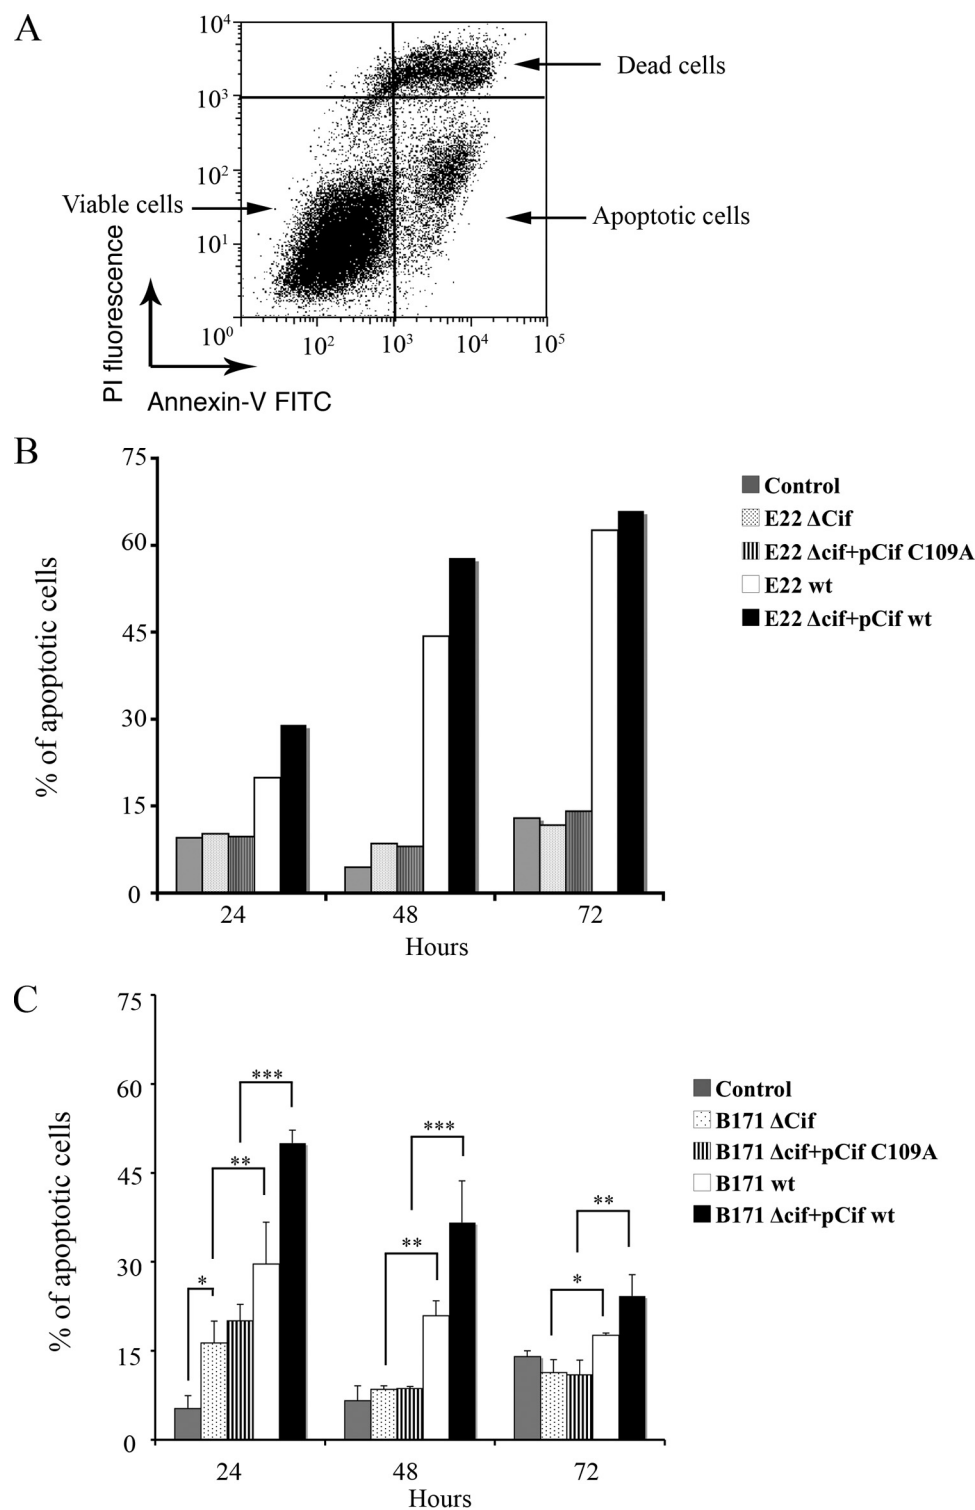 A
10⁴
10³
10²
10¹
10⁰
10² 10³ 10⁴ 10⁵
Dead cells
Viable cells
Apoptotic cells
PI fluorescence
Annexin-V FITC
B
75
60
45
30
15
0
% of apoptotic cells
24 48 72
Hours
Control
E22 ΔCif
E22 Δcif+pCif C109A
E22 wt
E22 Δcif+pCif wt
C
75
60
45
30
15
0
% of apoptotic cells
* ** ***
** ***
* **
24 48 72
Hours
Control
B171 ΔCif
B171 Δcif+pCif C109A
B171 wt
B171 Δcif+pCif wt